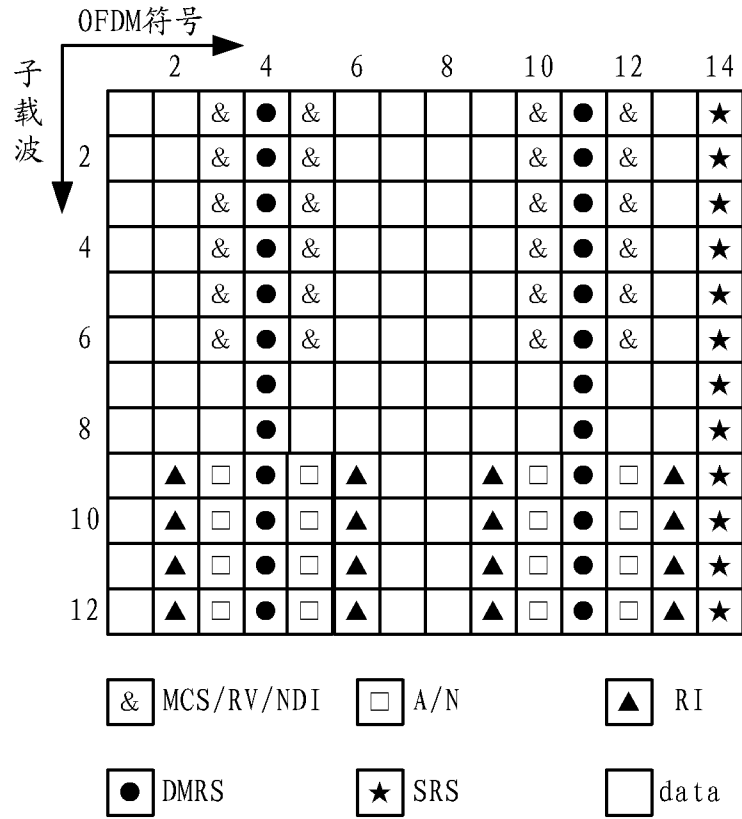 OFDM符号
子载波
2 4 6 8 10 12 14
2
4
6
8
10
12
& MCS/RV/NDI □ A/N ▲ RI
● DMRS ★ SRS data